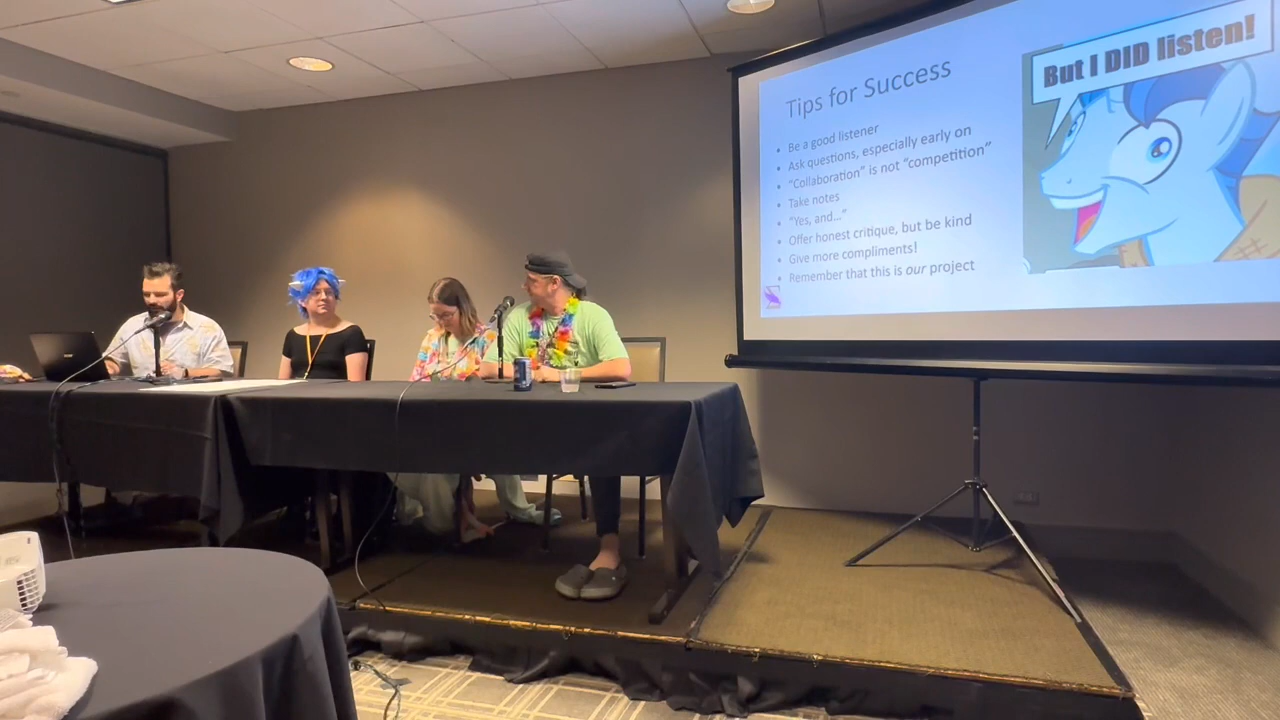 Tips for Success
Be a good listener
Ask questions, especially early on
"Collaboration" is not "competition"
Take notes
"Yes, and..."
Offer honest critique, but be kind
Give more compliments!
Remember that this is our project
But I DID listen!